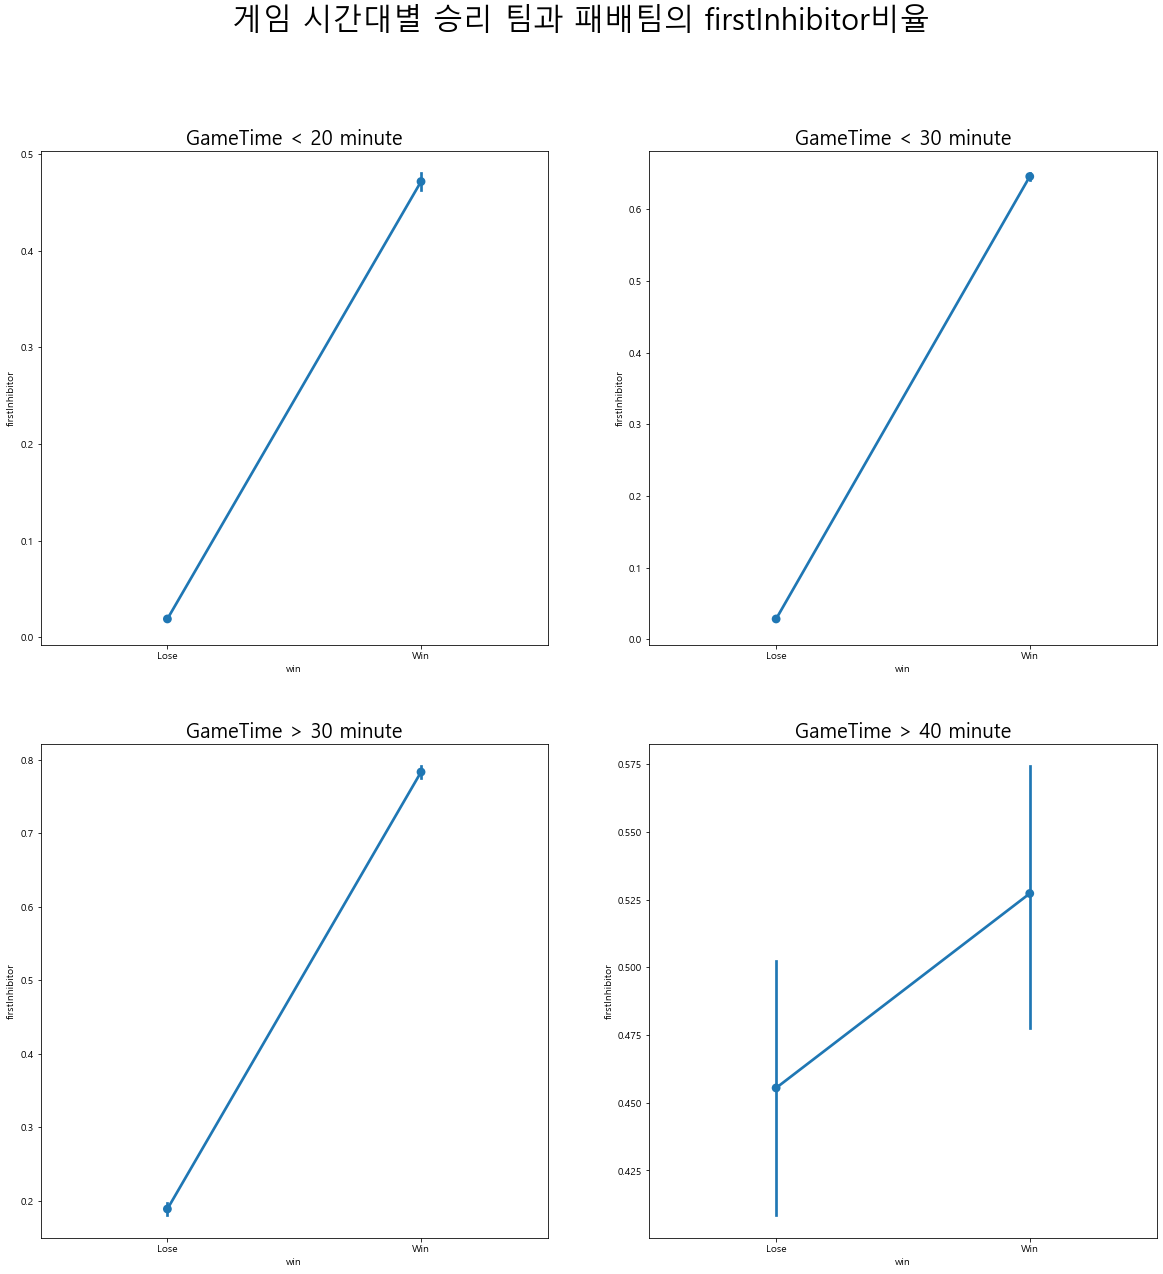 게임 시간대별 승리 팀과 패배팀의 firstInhibitor비율
GameTime < 20 minute
0.5
0.4
0.3
0.2
0.1
0.0
firstInhibitor
Lose Win
win
GameTime < 30 minute
0.6
0.5
0.4
0.3
0.2
0.1
0.0
firstInhibitor
Lose Win
win
GameTime > 30 minute
0.8
0.7
0.6
0.5
0.4
0.3
0.2
firstInhibitor
Lose Win
win
GameTime > 40 minute
0.575
0.550
0.525
0.500
0.475
0.450
0.425
firstInhibitor
Lose Win
win